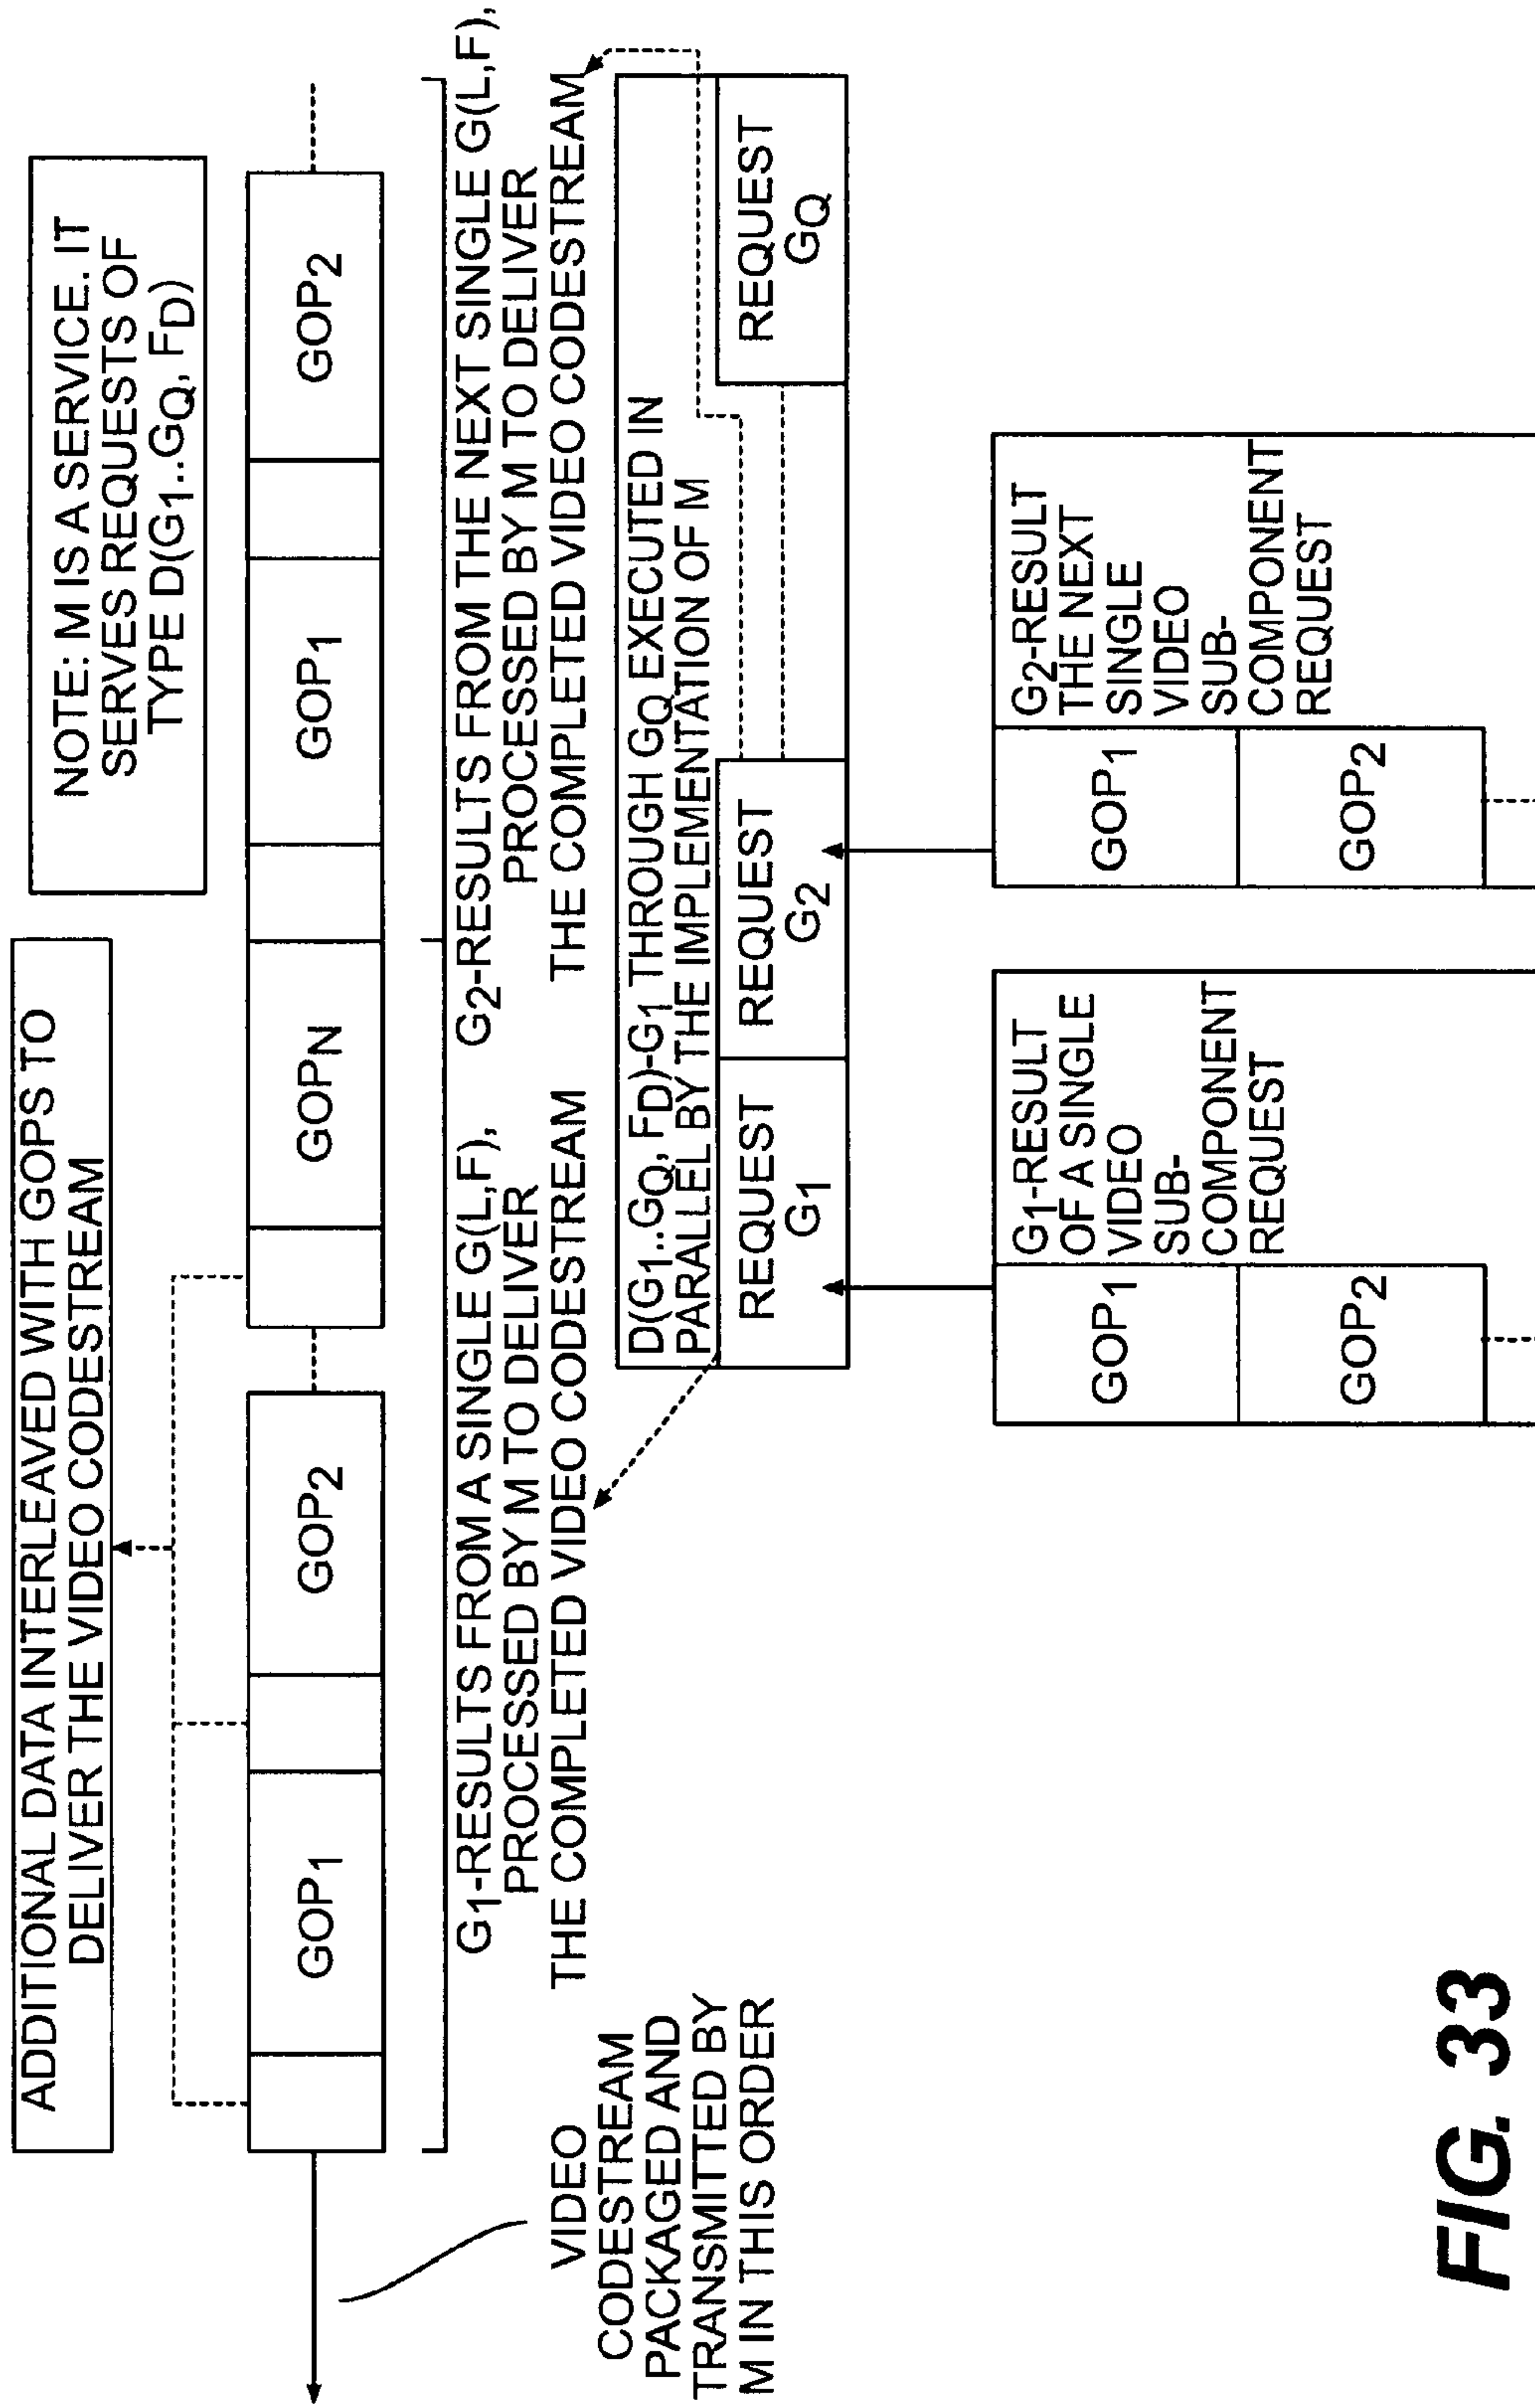 ADDITIONAL DATA INTERLEAVED WITH GOPS TO
DELIVER THE VIDEO CODESTREAM
NOTE: M IS A SERVICE. IT
SERVES REQUESTS OF
TYPE D(G1..GQ, FD)
GOP1
GOP2
GOPN
GOP1
GOP2
G1-RESULTS FROM A SINGLE G(L,F),
PROCESSED BY M TO DELIVER
THE COMPLETED VIDEO CODESTREAM
G2-RESULTS FROM THE NEXT SINGLE G(L,F),
PROCESSED BY M TO DELIVER
THE COMPLETED VIDEO CODESTREAM
VIDEO
CODESTREAM
PACKAGED AND
TRANSMITTED BY
M IN THIS ORDER
D(G1..GQ, FD)-G1 THROUGH GQ EXECUTED IN
PARALLEL BY THE IMPLEMENTATION OF M
REQUEST
G1
REQUEST
G2
REQUEST
GQ
GOP1
GOP2
G1-RESULT
OF A SINGLE
VIDEO
SUB-
COMPONENT
REQUEST
GOP1
GOP2
G2-RESULT
THE NEXT
SINGLE
VIDEO
SUB-
COMPONENT
REQUEST
FIG. 33